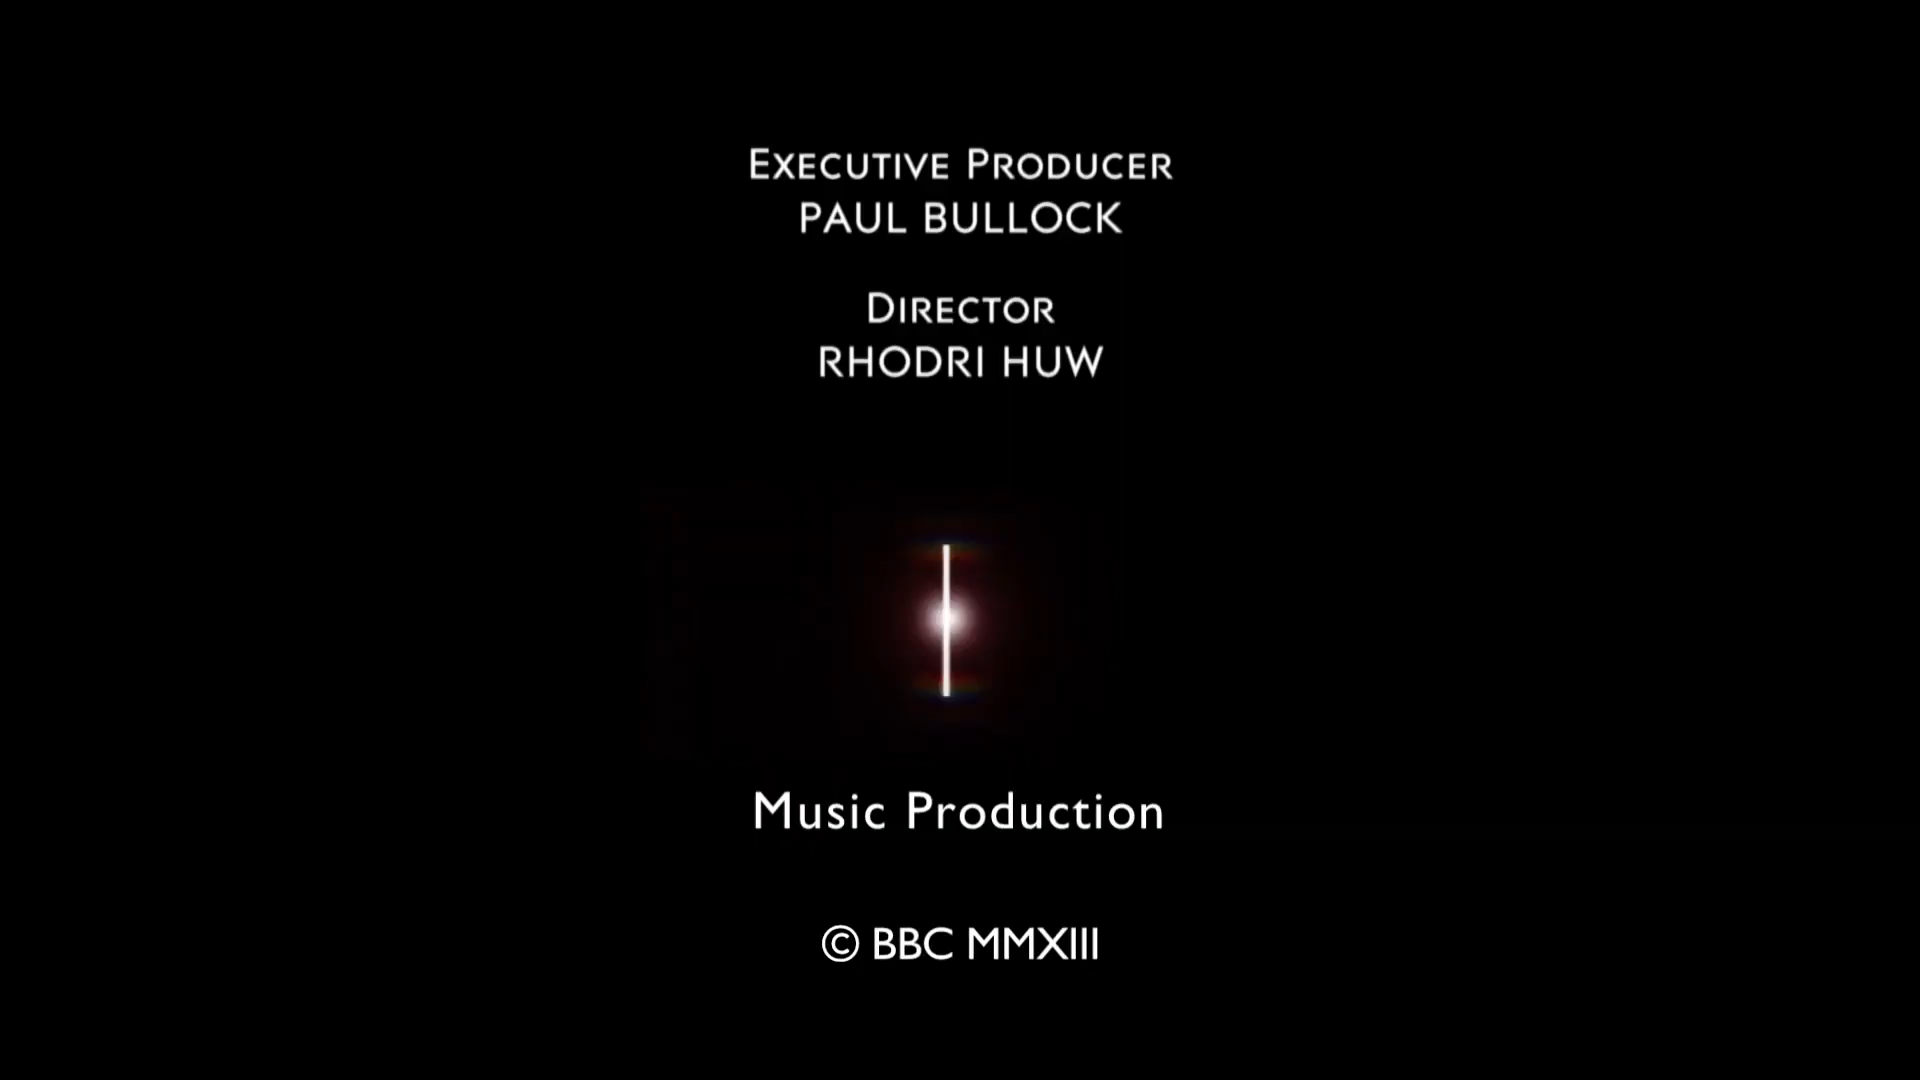 EXECUTIVE PRODUCER
PAUL BULLOCK
DIRECTOR
RHODRI HUW
Music Production
© BBC MMXIII